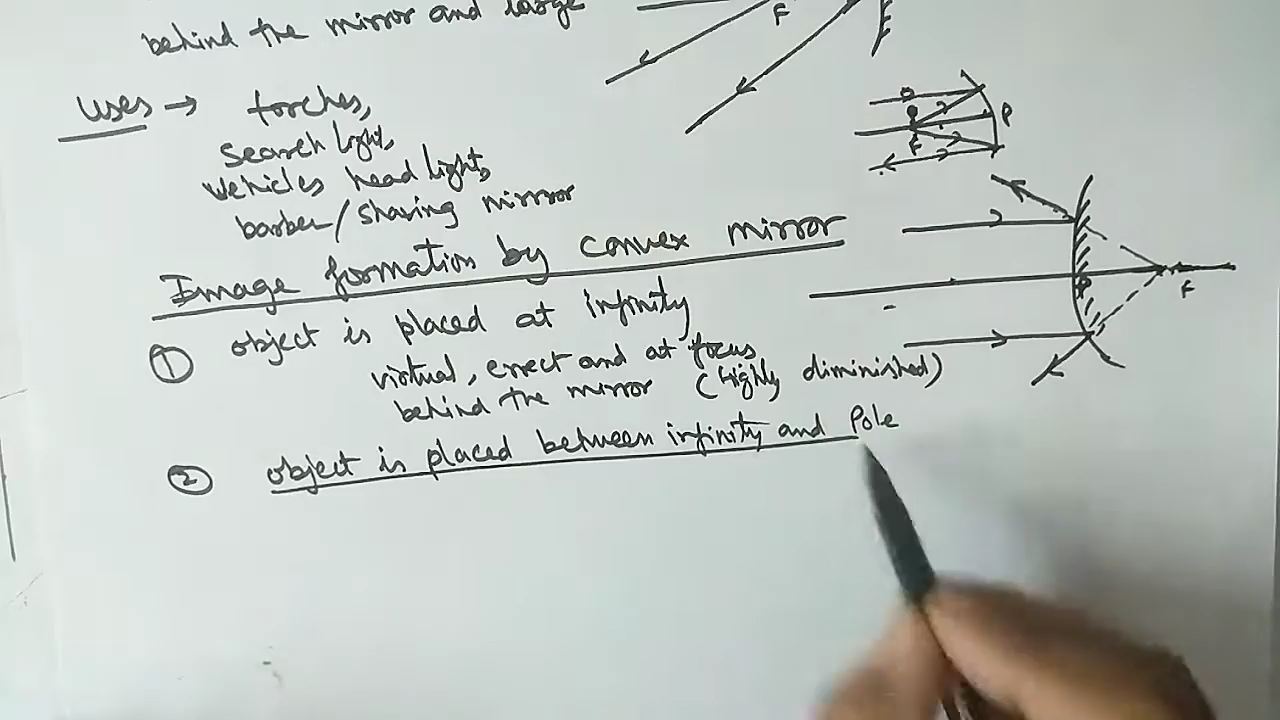 behind the mirror and large
F
Uses → torches,
Search light,
Vehicles head lights,
barber/shaving mirror
O
P
F
Image formation by convex mirror
P
F
① object is placed at infinity
virtual, errect and at focus
behind the mirror (highly diminished)
② object is placed between infinity and Pole